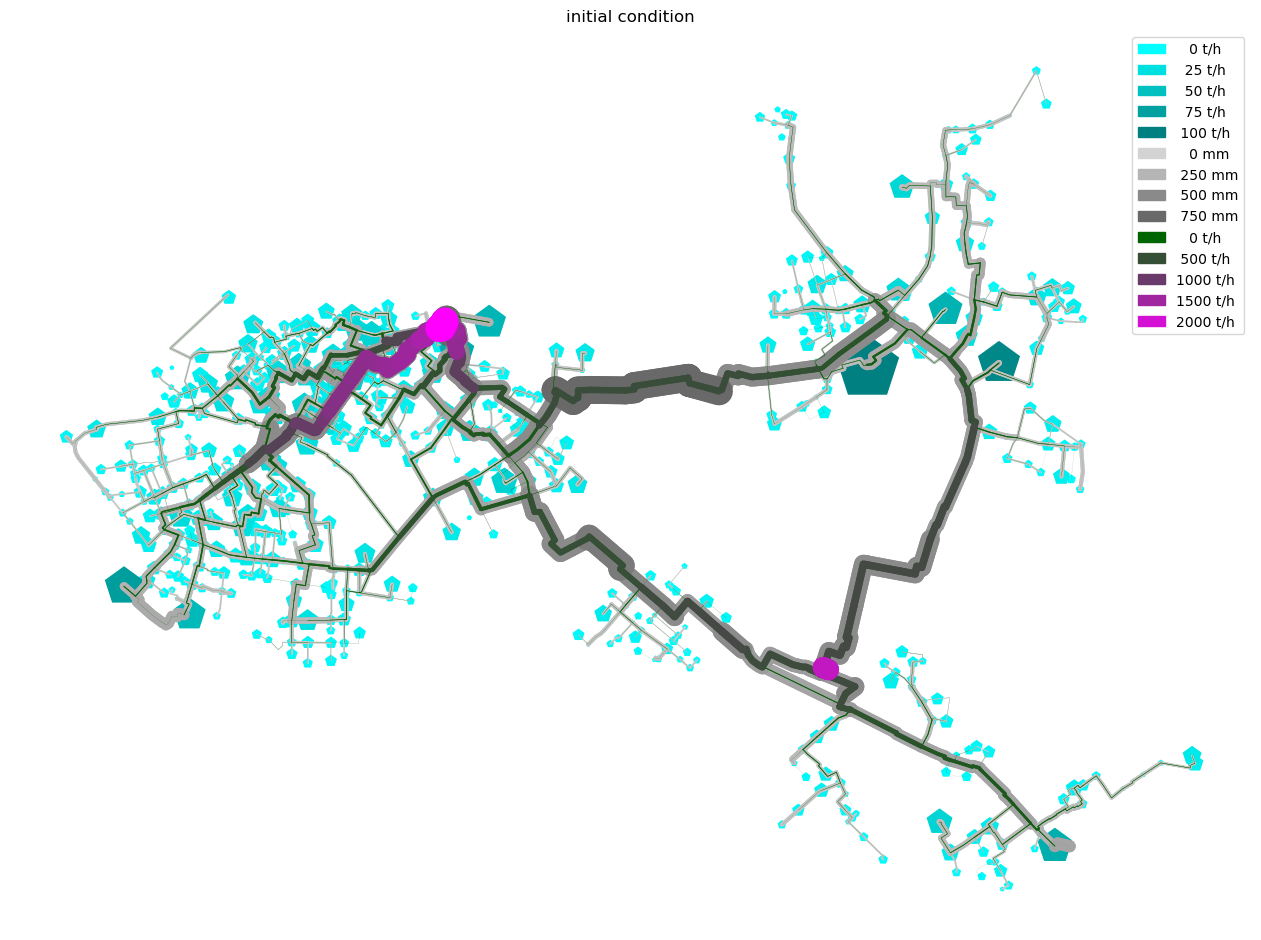 initial condition
0 t/h
25 t/h
50 t/h
75 t/h
100 t/h
0 mm
250 mm
500 mm
750 mm
0 t/h
500 t/h
1000 t/h
1500 t/h
2000 t/h